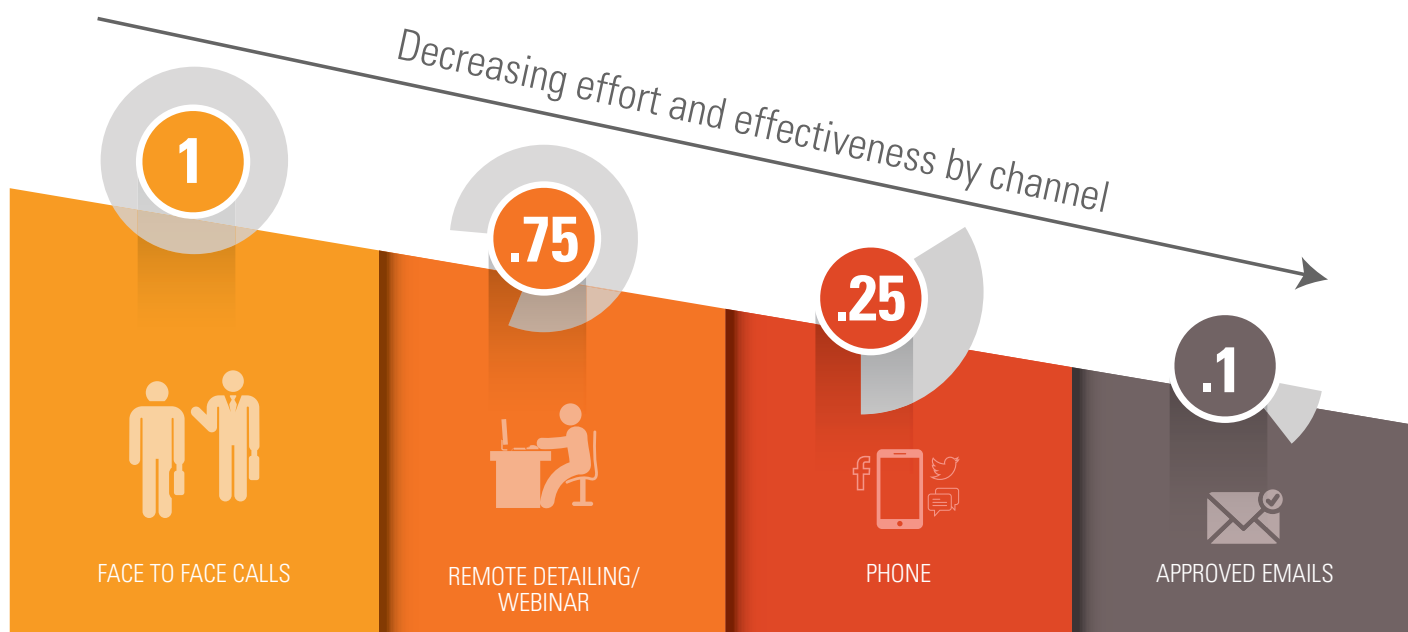 Decreasing effort and effectiveness by channel
1
.75
.25
.1
FACE TO FACE CALLS
REMOTE DETAILING/
WEBINAR
PHONE
APPROVED EMAILS